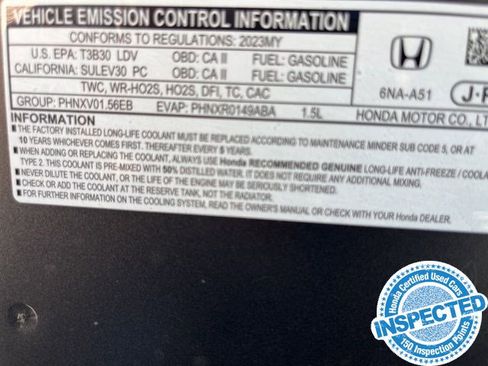 VEHICLE EMISSION CONTROL INFORMATION
CONFORMS TO REGULATIONS: 2023MY
U.S. EPA: T3B30 LDV OBD: CA II FUEL: GASOLINE
CALIFORNIA: SULEV30 PC OBD: CA II FUEL: GASOLINE
TWC, WR-HO2S, HO2S, DFI, TC, CAC
GROUP: PHNXV01.56EB EVAP: PHNXR0149ABA 1.5L
HONDA
6NA-A51 J-F
HONDA MOTOR CO., LT
INFORMATION
■ THE FACTORY INSTALLED LONG-LIFE COOLANT MUST BE REPLACED ACCORDING TO MAINTENANCE MINDER SUB CODE 5, OR AT
10 YEARS WHICHEVER COMES FIRST. THEREAFTER, REPLACE EVERY 5 YEARS.
■ WHEN ADDING OR REPLACING COOLANT, ALWAYS USE Honda RECOMMENDED GENUINE LONG-LIFE ANTI-FREEZE / COOLA
TYPE 2. THIS COOLANT IS PRE-MIXED WITH 50% DISTILLED WATER. IT DOES NOT REQUIRE ANY ADDITIONAL MIXING.
■ NEVER DILUTE THE COOLANT, OR THE LIFE OF THE ENGINE MAY BE SERIOUSLY SHORTENED.
■ CHECK OR ADD COOLANT AT THE RESERVE TANK, NOT THE RADIATOR.
■ FOR FURTHER INFORMATION ON THE COOLING SYSTEM, READ THE OWNER'S MANUAL OR CHECK WITH YOUR Honda DEALER.
Honda Certified Used Cars
INSPECTED
150 Inspection Points